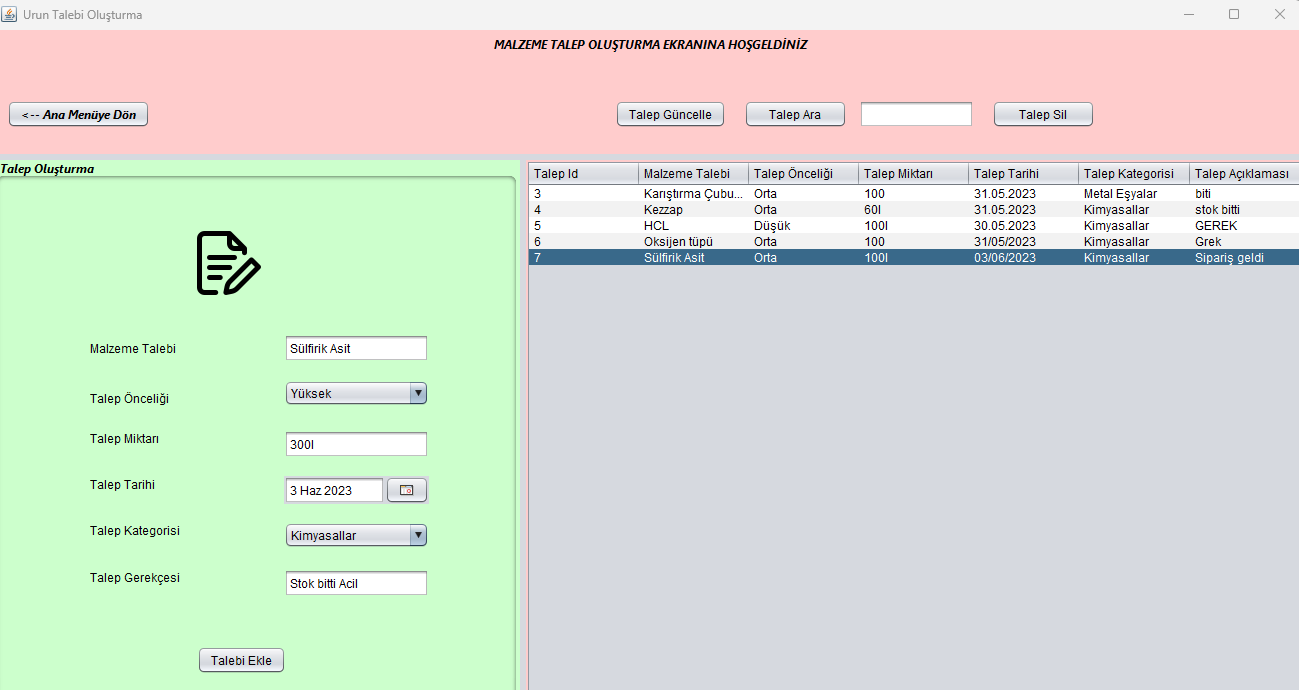 Urun Talebi Oluşturma
MALZEME TALEP OLUŞTURMA EKRANINA HOŞGELDİNİZ
<-- Ana Menüye Dön
Talep Güncelle
Talep Ara
Talep Sil
Talep Oluşturma
Malzeme Talebi
Sülfirik Asit
Talep Önceliği
Yüksek
Talep Miktarı
300l
Talep Tarihi
3 Haz 2023
Talep Kategorisi
Kimyasallar
Talep Gerekçesi
Stok bitti Acil
Talebi Ekle
Talep Id Malzeme Talebi Talep Önceliği Talep Miktarı Talep Tarihi Talep Kategorisi Talep Açıklaması
3 Karıştırma Çubu... Orta 100 31.05.2023 Metal Eşyalar biti
4 Kezzap Orta 60l 31.05.2023 Kimyasallar stok bitti
5 HCL Düşük 100l 30.05.2023 Kimyasallar GEREK
6 Oksijen tüpü Orta 100 31/05/2023 Kimyasallar Grek
7 Sülfirik Asit Orta 100l 03/06/2023 Kimyasallar Sipariş geldi